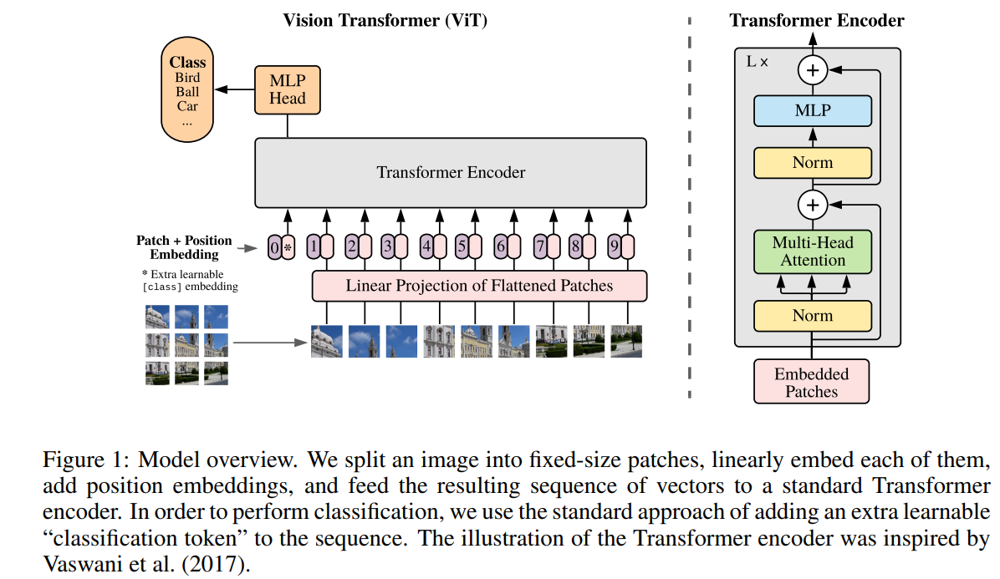 Vision Transformer (ViT)
Class
Bird
Ball
Car
...
MLP
Head
Transformer Encoder
Patch + Position
Embedding
* Extra learnable
[class] embedding
0 * 1 2 3 4 5 6 7 8 9
Linear Projection of Flattened Patches
Transformer Encoder
L x
+
MLP
Norm
+
Multi-Head
Attention
Norm
Embedded
Patches
Figure 1: Model overview. We split an image into fixed-size patches, linearly embed each of them,
add position embeddings, and feed the resulting sequence of vectors to a standard Transformer
encoder. In order to perform classification, we use the standard approach of adding an extra learnable
“classification token” to the sequence. The illustration of the Transformer encoder was inspired by
Vaswani et al. (2017).